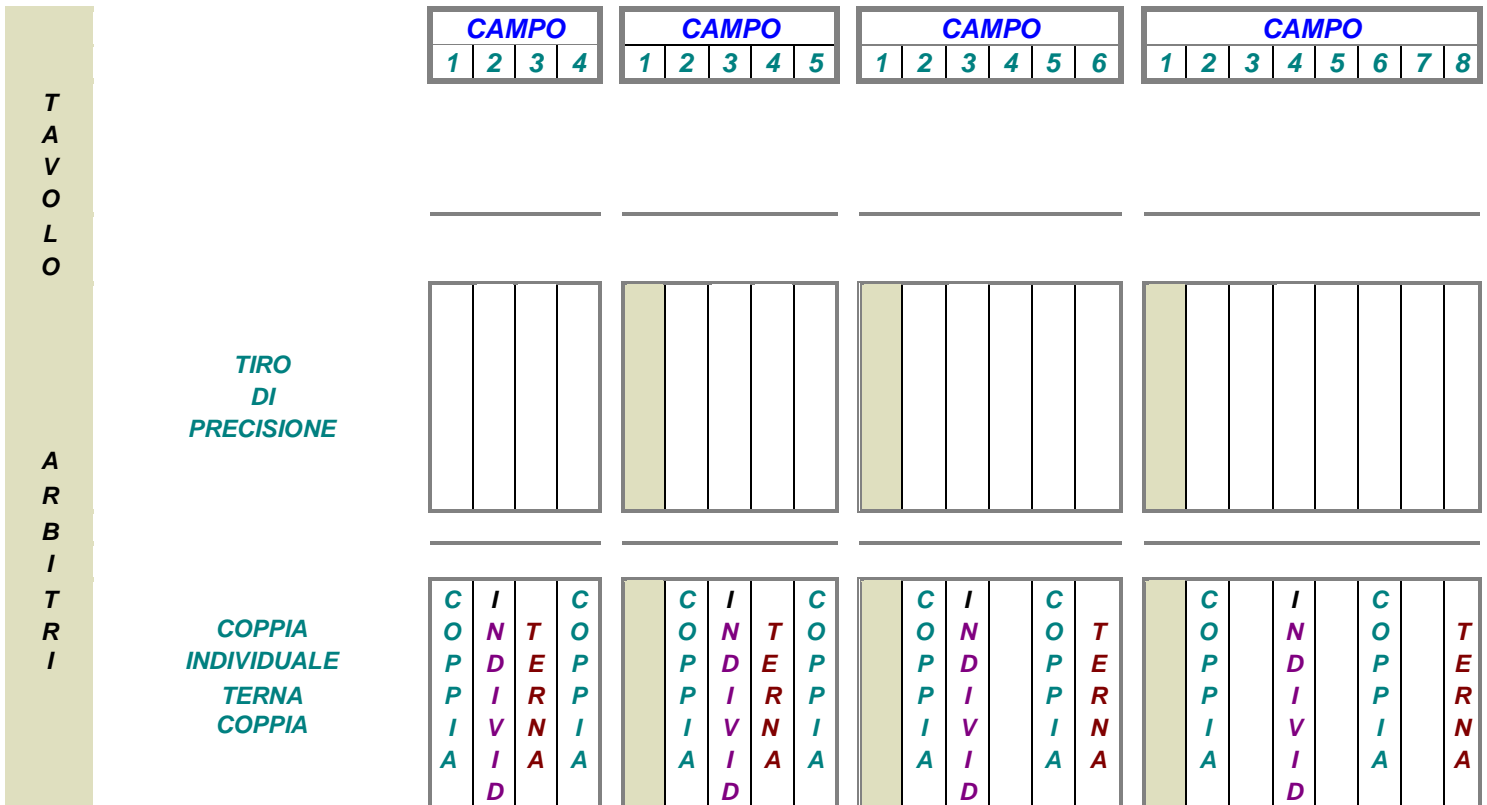 CAMPO CAMPO CAMPO CAMPO
1 2 3 4 1 2 3 4 5 1 2 3 4 5 6 1 2 3 4 5 6 7 8
TAVOLO
ARBITRI
TIRO
DI
PRECISIONE
COPPIA
INDIVIDUALE
TERNA
COPPIA
COPPIA INDIVID TERNA COPPIA
COPPIA INDIVID TERNA COPPIA
COPPIA INDIVID COPPIA TERNA
COPPIA INDIVID COPPIA TERNA